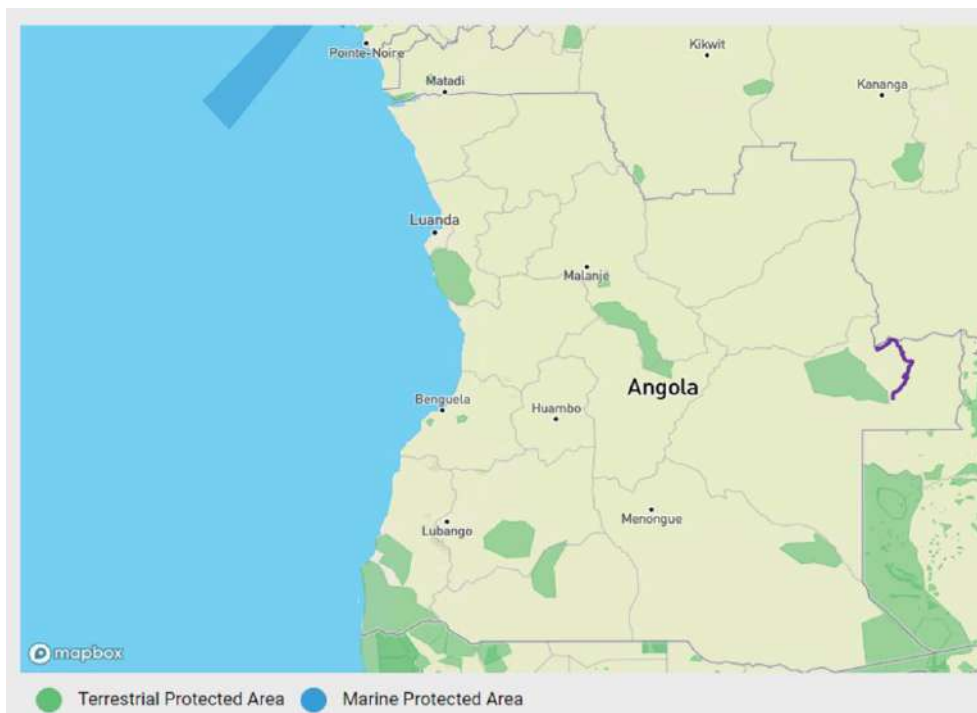 Pointe-Noire
Kikwit
Matadi
Kananga
Luanda
Malanje
Angola
Benguela
Huambo
Menongue
Lubango
mapbox
Terrestrial Protected Area Marine Protected Area